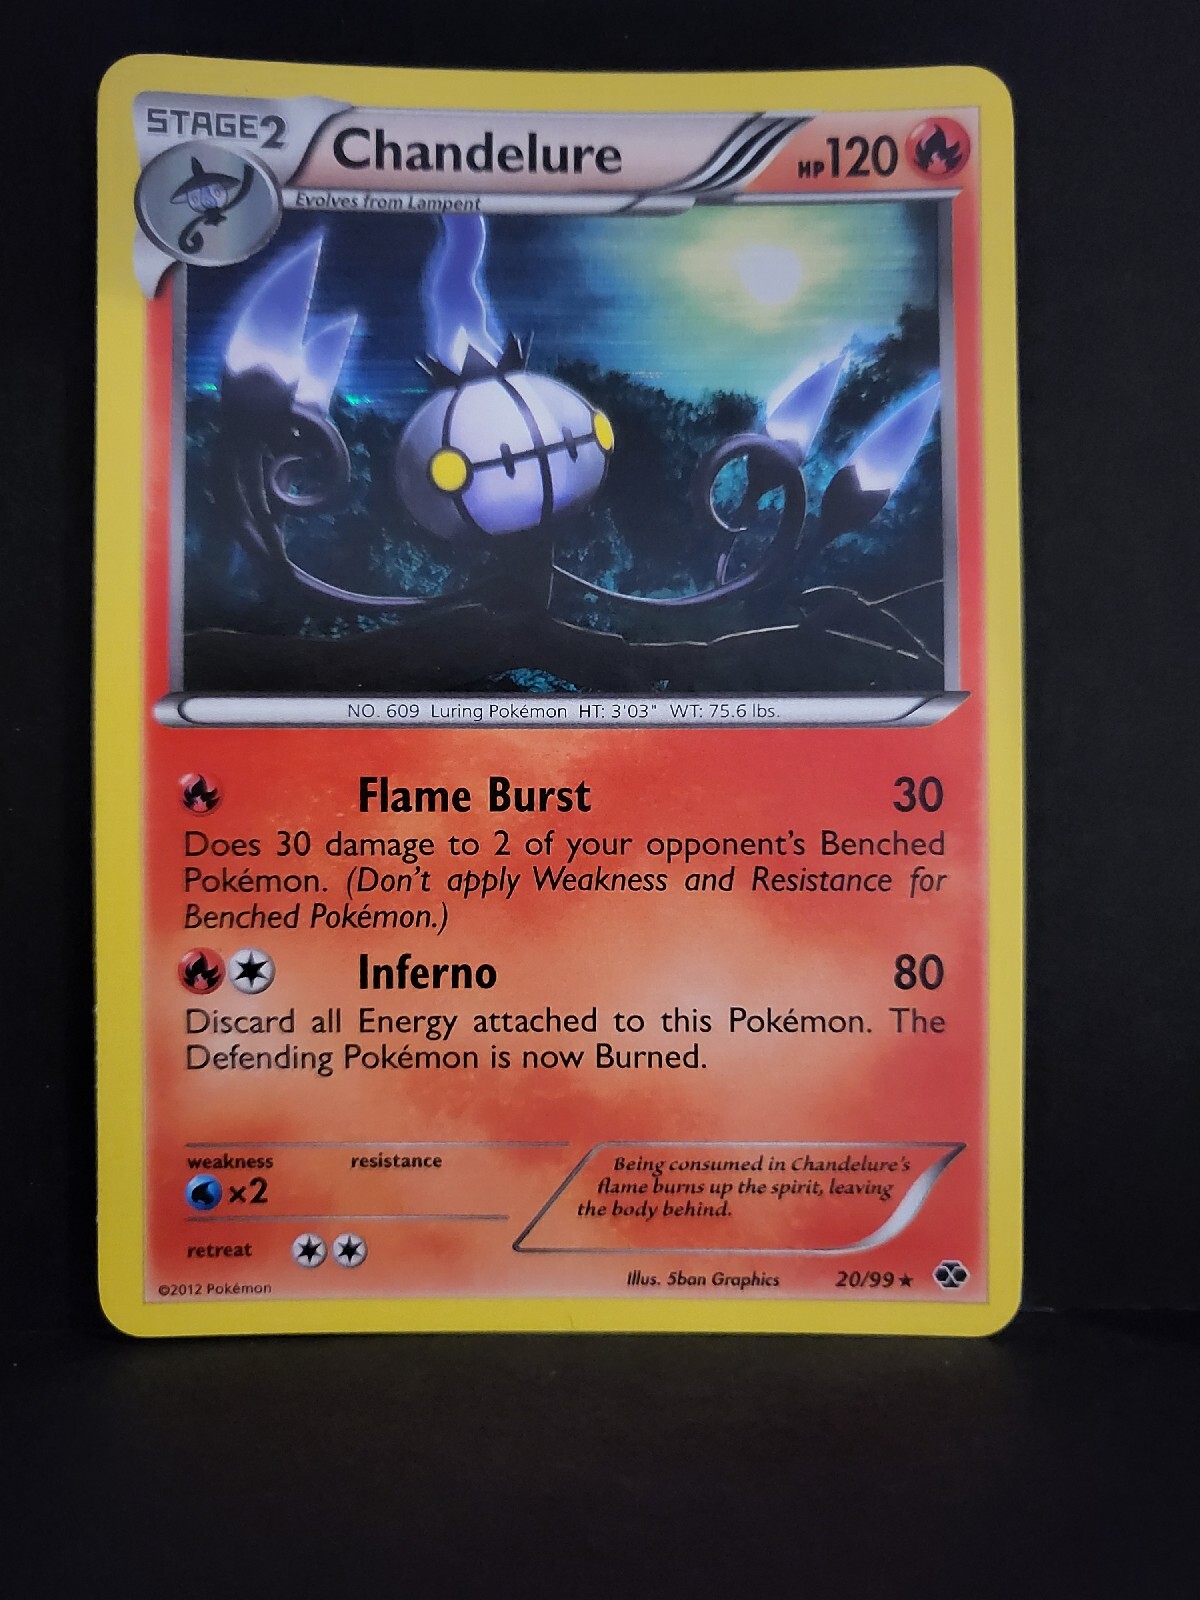 STAGE2
Chandelure
HP120
Evolves from Lampent
NO. 609 Luring Pokémon HT: 3'03" WT: 75.6 lbs.
Flame Burst 30
Does 30 damage to 2 of your opponent's Benched
Pokémon. (Don't apply Weakness and Resistance for
Benched Pokémon.)
Inferno 80
Discard all Energy attached to this Pokémon. The
Defending Pokémon is now Burned.
weakness resistance
×2
retreat
Being consumed in Chandelure's
flame burns up the spirit, leaving
the body behind.
Illus. 5ban Graphics 20/99★
©2012 Pokémon